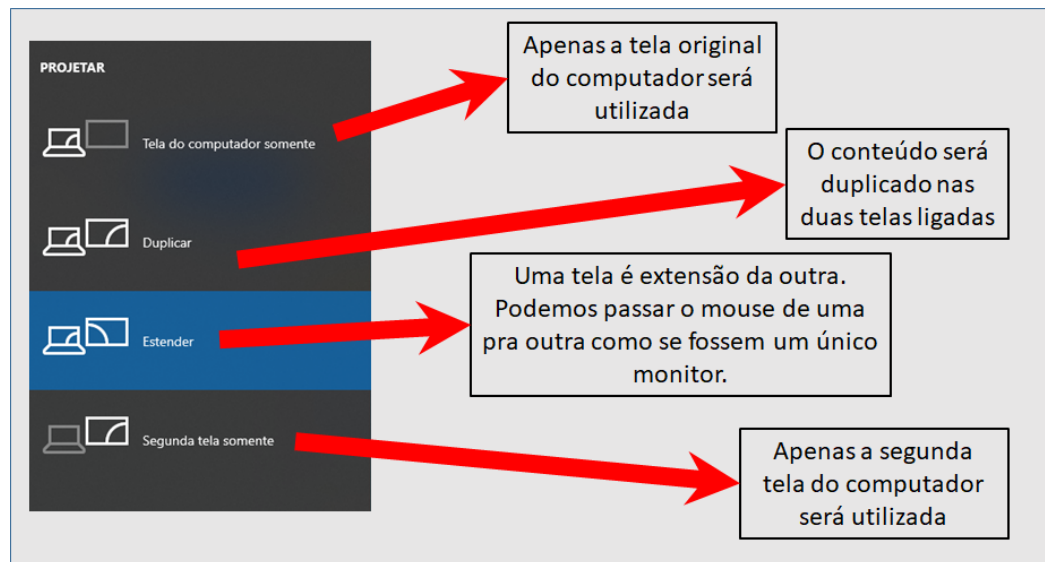 PROJETAR
Tela do computador somente
Apenas a tela original
do computador será
utilizada
Duplicar
O conteúdo será
duplicado nas
duas telas ligadas
Estender
Uma tela é extensão da outra.
Podemos passar o mouse de uma
pra outra como se fossem um único
monitor.
Segunda tela somente
Apenas a segunda
tela do computador
será utilizada